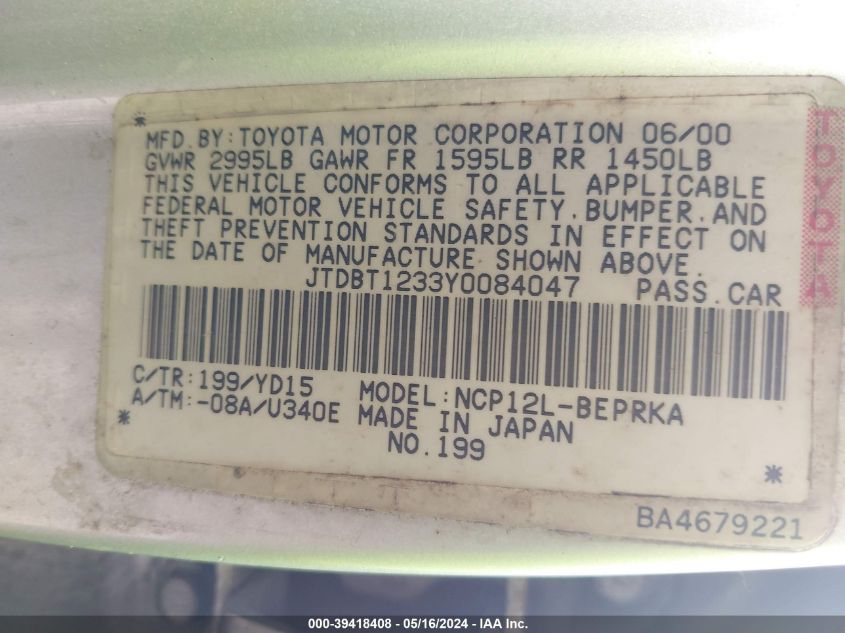 MFD.BY:TOYOTA MOTOR CORPORATION 06/00
GVWR 2995LB GAWR FR 1595LB RR 1450LB
THIS VEHICLE CONFORMS TO ALL APPLICABLE
FEDERAL MOTOR VEHICLE SAFETY.BUMPER.AND
THEFT PREVENTION STANDARDS IN EFFECT ON
THE DATE OF MANUFACTURE SHOWN ABOVE.
JTDBT1233Y0084047 PASS.CAR
C/TR:199/YD15 MODEL:NCP12L-BEPRKA
A/TM:-08A/U340E MADE IN JAPAN
NO.199
BA4679221
TOYOTA
000-39418408 - 05/16/2024 - IAA Inc.